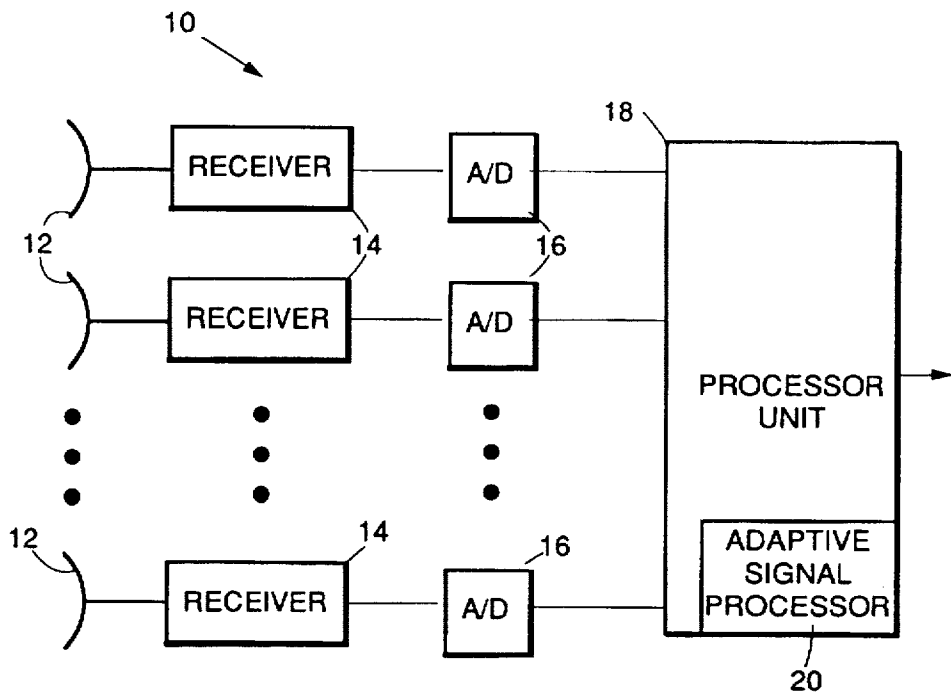 10
18
RECEIVER
A/D
12
14
16
RECEIVER
A/D
PROCESSOR
UNIT
12
14
16
RECEIVER
A/D
ADAPTIVE
SIGNAL
PROCESSOR
20